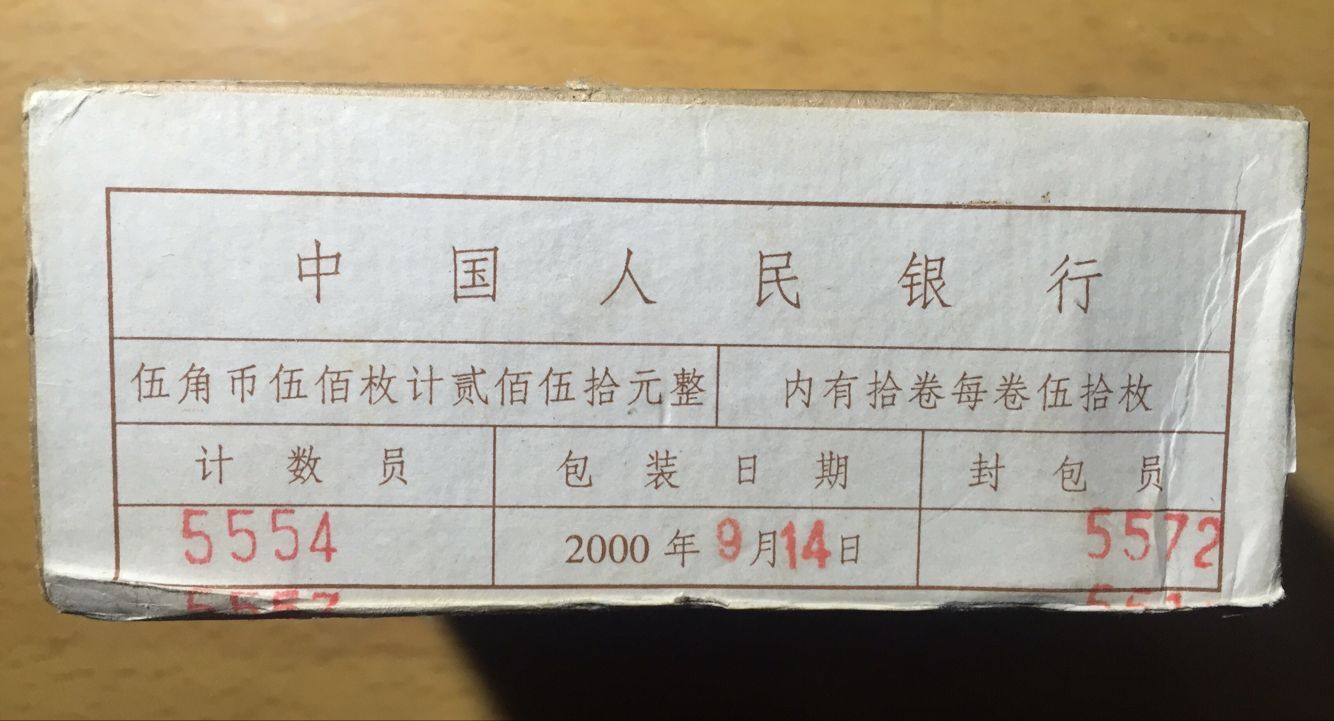 中国人民银行
伍角币伍佰枚计贰佰伍拾元整 内有拾卷每卷伍拾枚
计数员 包装日期 封包员
5554 2000年9月14日 5572